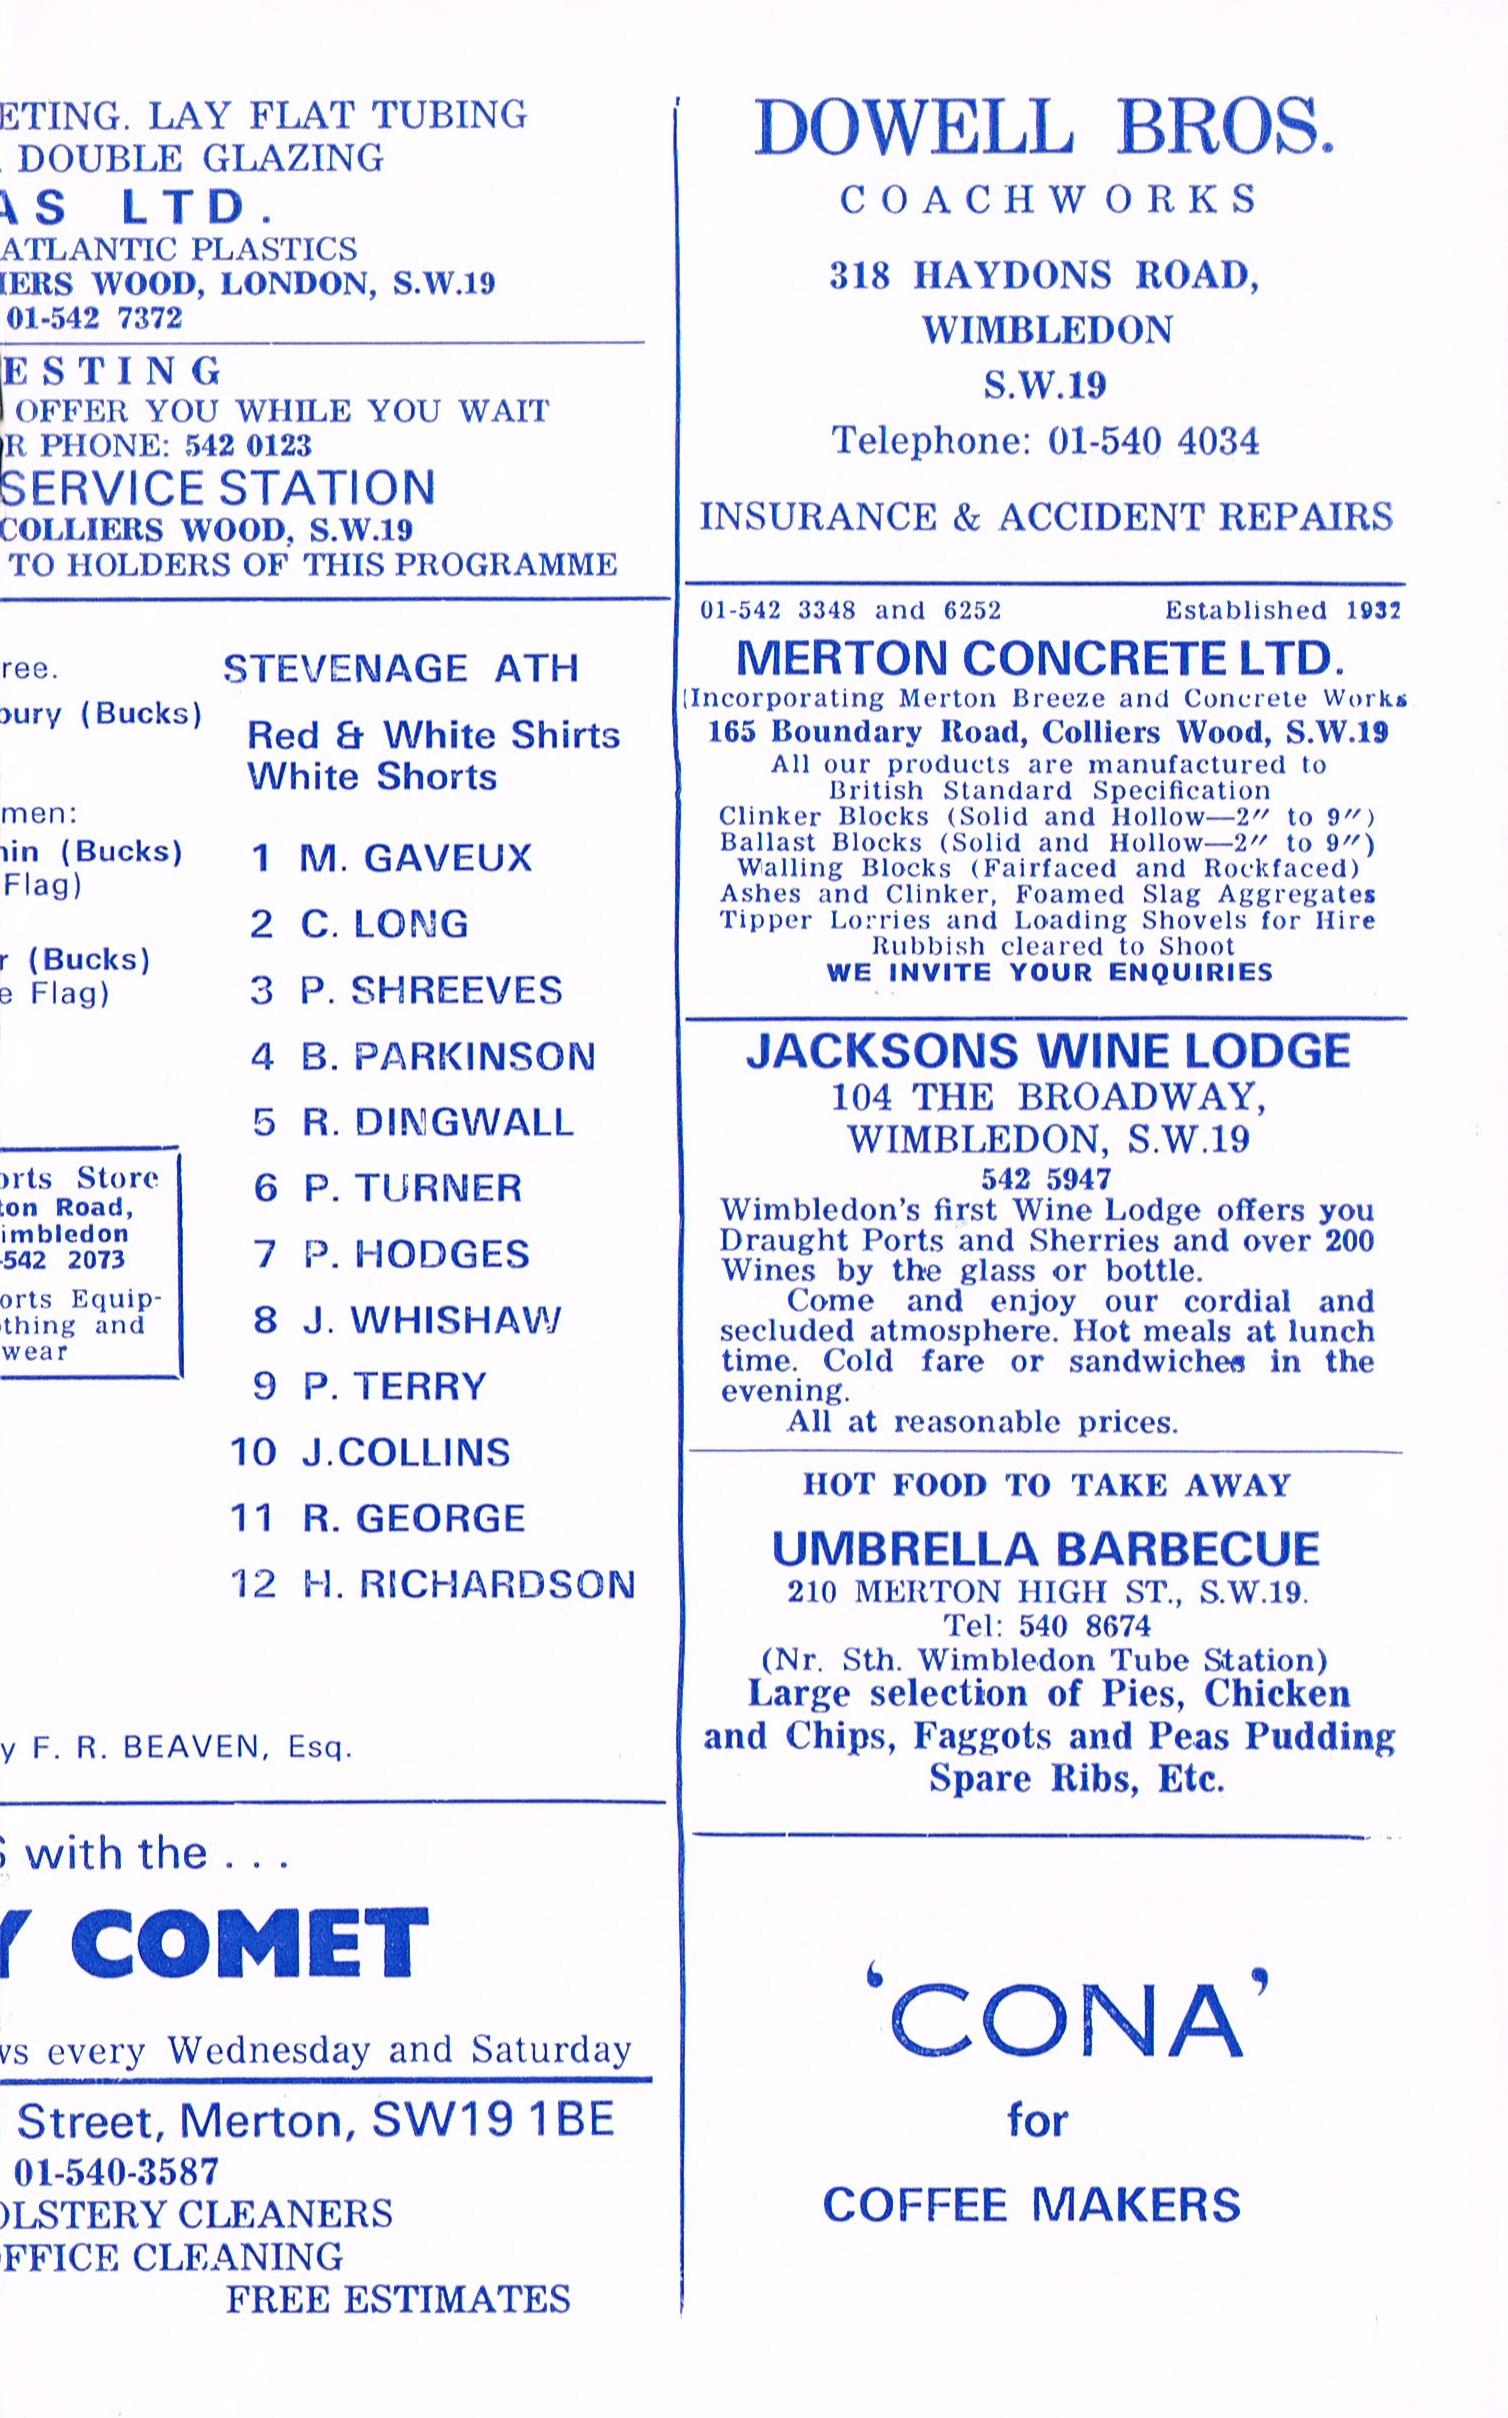 ETING. LAY FLAT TUBING
DOUBLE GLAZING
AS LTD.
ATLANTIC PLASTICS
IERS WOOD, LONDON, S.W.19
01-542 7372
ESTING
OFFER YOU WHILE YOU WAIT
R PHONE: 542 0123
SERVICE STATION
COLLIERS WOOD, S.W.19
TO HOLDERS OF THIS PROGRAMME
ree.
bury (Bucks)
men:
nin (Bucks)
Flag)
r (Bucks)
e Flag)
orts Store
ton Road,
imbledon
-542 2073
orts Equip-
thing and
wear
STEVENAGE ATH
Red & White Shirts
White Shorts
1 M. GAVEUX
2 C. LONG
3 P. SHREEVES
4 B. PARKINSON
5 R. DINGWALL
6 P. TURNER
7 P. HODGES
8 J. WHISHAW
9 P. TERRY
10 J.COLLINS
11 R. GEORGE
12 H. RICHARDSON
y F. R. BEAVEN, Esq.
S with the . . .
Y COMET
ws every Wednesday and Saturday
Street, Merton, SW19 1BE
01-540-3587
OLSTERY CLEANERS
FFICE CLEANING
FREE ESTIMATES
DOWELL BROS.
COACHWORKS
318 HAYDONS ROAD,
WIMBLEDON
S.W.19
Telephone: 01-540 4034
INSURANCE & ACCIDENT REPAIRS
01-542 3348 and 6252 Established 1932
MERTON CONCRETE LTD.
(Incorporating Merton Breeze and Concrete Works
165 Boundary Road, Colliers Wood, S.W.19
All our products are manufactured to
British Standard Specification
Clinker Blocks (Solid and Hollow—2″ to 9″)
Ballast Blocks (Solid and Hollow—2″ to 9″)
Walling Blocks (Fairfaced and Rockfaced)
Ashes and Clinker, Foamed Slag Aggregates
Tipper Lorries and Loading Shovels for Hire
Rubbish cleared to Shoot
WE INVITE YOUR ENQUIRIES
JACKSONS WINE LODGE
104 THE BROADWAY,
WIMBLEDON, S.W.19
542 5947
Wimbledon's first Wine Lodge offers you
Draught Ports and Sherries and over 200
Wines by the glass or bottle.
Come and enjoy our cordial and
secluded atmosphere. Hot meals at lunch
time. Cold fare or sandwiches in the
evening.
All at reasonable prices.
HOT FOOD TO TAKE AWAY
UMBRELLA BARBECUE
210 MERTON HIGH ST., S.W.19.
Tel: 540 8674
(Nr. Sth. Wimbledon Tube Station)
Large selection of Pies, Chicken
and Chips, Faggots and Peas Pudding
Spare Ribs, Etc.
'CONA'
for
COFFEE MAKERS